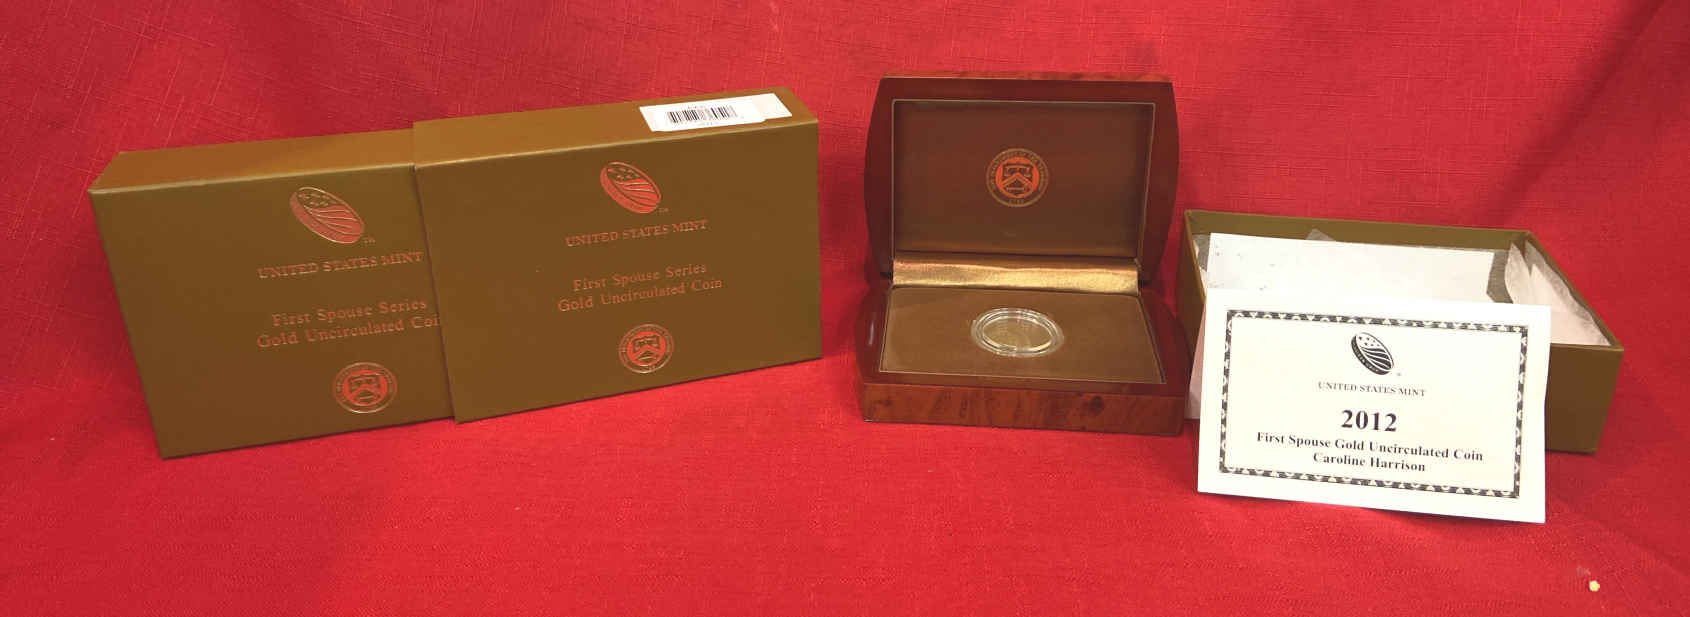 UNITED STATES MINT
First Spouse Series
Gold Uncirculated Coi
UNITED STATES MINT
First Spouse Series
Gold Uncirculated Coin
UNITED STATES MINT
2012
First Spouse Gold Uncirculated Coin
Caroline Harrison